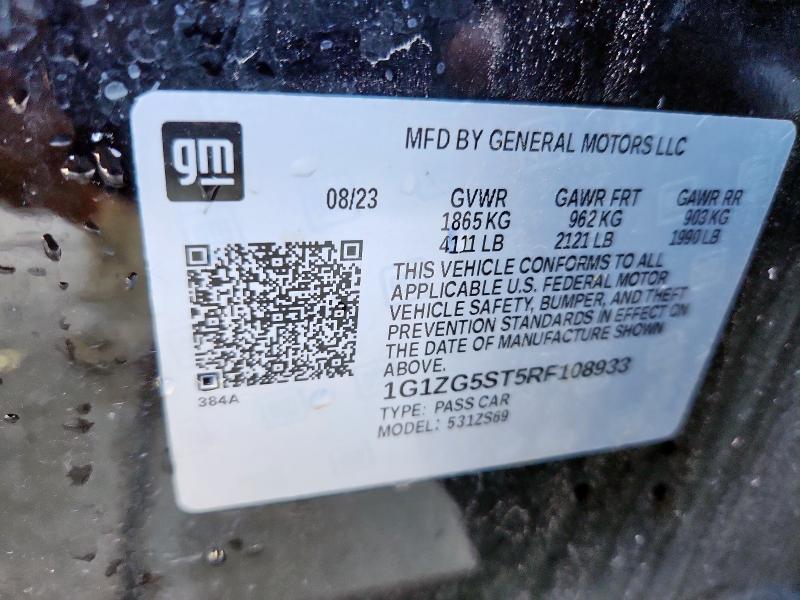 gm
MFD BY GENERAL MOTORS LLC
08/23 GVWR GAWR FRT GAWR RR
1865 KG 962 KG 903 KG
4111 LB 2121 LB 1990 LB
THIS VEHICLE CONFORMS TO ALL
APPLICABLE U.S. FEDERAL MOTOR
VEHICLE SAFETY, BUMPER, AND THEFT
PREVENTION STANDARDS IN EFFECT ON
THE DATE OF MANUFACTURE SHOWN
ABOVE.
384A
1G1ZG5ST5RF108933
TYPE: PASS CAR
MODEL: 531ZS69